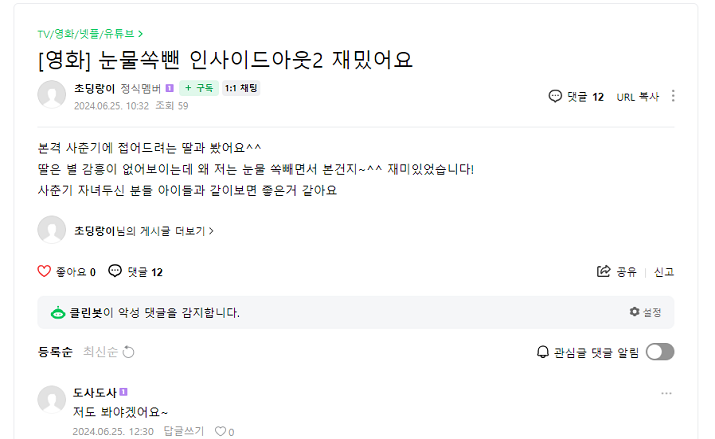 TV/영화/넷플/유튜브 >
[영화] 눈물쏙뺀 인사이드아웃2 재밌어요
초딩량이 정식멤버 1 + 구독 1:1 채팅
2024.06.25. 10:32 조회 59
댓글 12 URL 복사
본격 사준기에 접어드려는 딸과 봤어요^^
딸은 별 감흥이 없어보이는데 왜 저는 눈물 쏙빼면서 본건지~^^ 재미있었습니다!
사준기 자녀두신 분들 아이들과 같이보면 좋은거 같아요
초딩량이님의 게시글 더보기 >
좋아요 0 댓글 12
공유 신고
클린봇이 악성 댓글을 감지합니다.
설정
등록순 최신순
관심글 댓글 알림
도사도사 1
저도 봐야겠어요~
2024.06.25. 12:30 답글쓰기 0